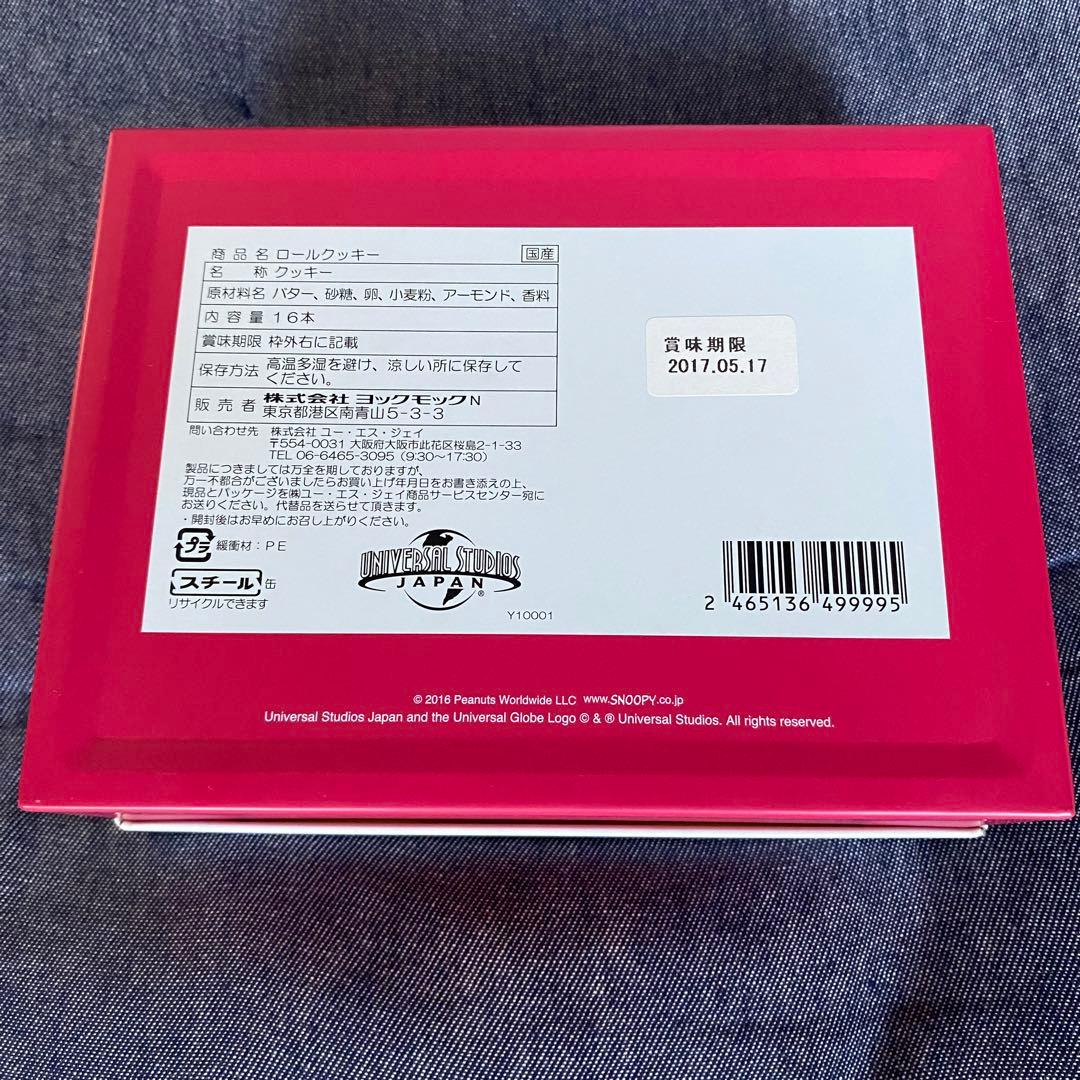 商品名 ロールクッキー 国産
名称 クッキー
原材料名 バター、砂糖、卵、小麦粉、アーモンド、香料
内容量 16本
賞味期限 枠外右に記載
保存方法 高温多湿を避け、涼しい所に保存して
ください。
販売者 株式会社 ヨックモック N
東京都港区南青山5-3-3
問い合わせ先 株式会社 ユー・エス・ジェイ
〒554-0031 大阪府大阪市此花区桜島2-1-33
TEL 06-6465-3095（9:30〜17:30）
製品につきましては万全を期しておりますが、
万一不都合がございましたらお買い上げ年月日をお書き添えの上、
現品とパッケージを㈱ユー・エス・ジェイ商品サービスセンター宛に
お送りください。代替品を送らせて頂きます。
・開封後はお早めにお召し上がりください。
プラ 緩衝材：PE
スチール 缶
リサイクルできます
UNIVERSAL STUDIOS
JAPAN ®
Y10001
賞味期限
2017.05.17
2 465136 499995
© 2016 Peanuts Worldwide LLC www.SNOOPY.co.jp
Universal Studios Japan and the Universal Globe Logo © & ® Universal Studios. All rights reserved.